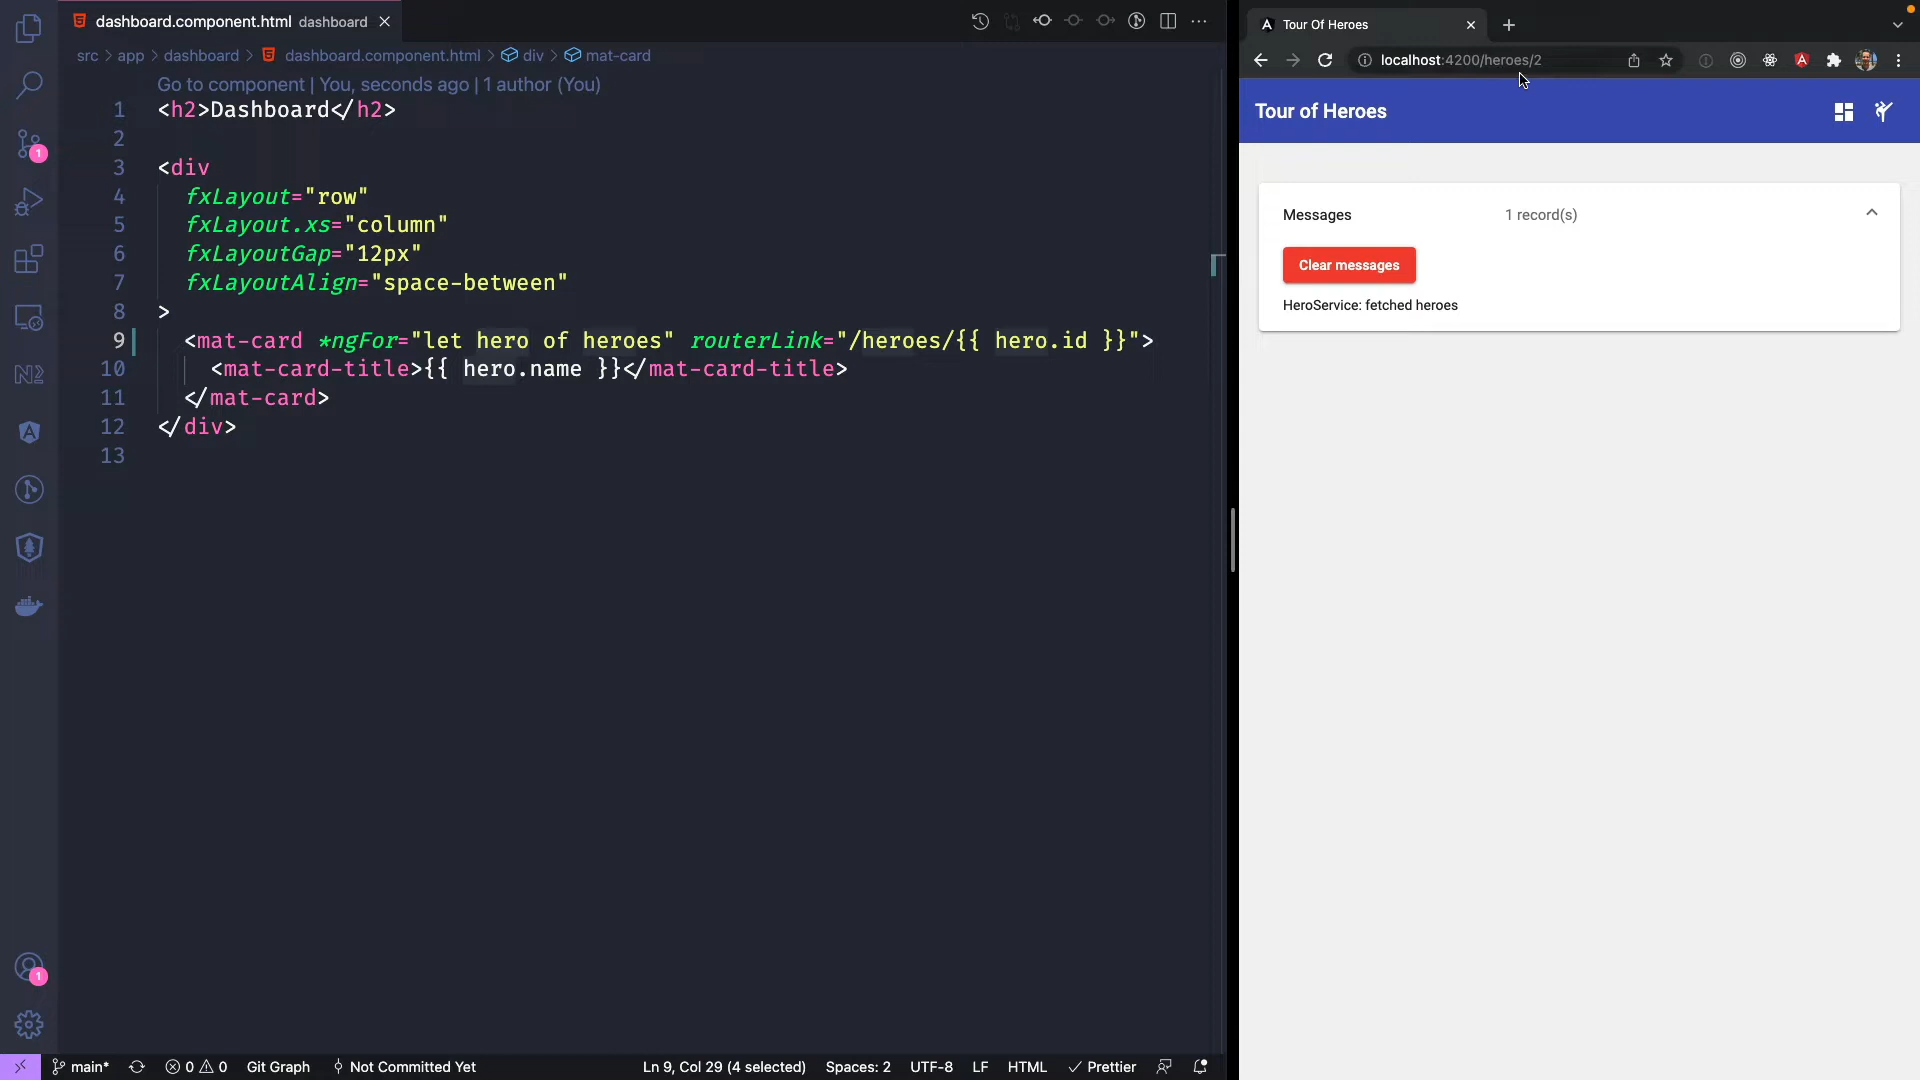 dashboard.component.html dashboard
src > app > dashboard > dashboard.component.html > div > mat-card
Go to component | You, seconds ago | 1 author (You)
1 <h2>Dashboard</h2>
2
3 <div
4 fxLayout="row"
5 fxLayout.xs="column"
6 fxLayoutGap="12px"
7 fxLayoutAlign="space-between"
8 >
9 <mat-card *ngFor="let hero of heroes" routerLink="/heroes/{{ hero.id }}">
10 <mat-card-title>{{ hero.name }}</mat-card-title>
11 </mat-card>
12 </div>
13
1
1
main*
0 0
Git Graph
Not Committed Yet
Ln 9, Col 29 (4 selected)
Spaces: 2
UTF-8
LF
HTML
Prettier
Tour Of Heroes
localhost:4200/heroes/2
Tour of Heroes
Messages
1 record(s)
Clear messages
HeroService: fetched heroes